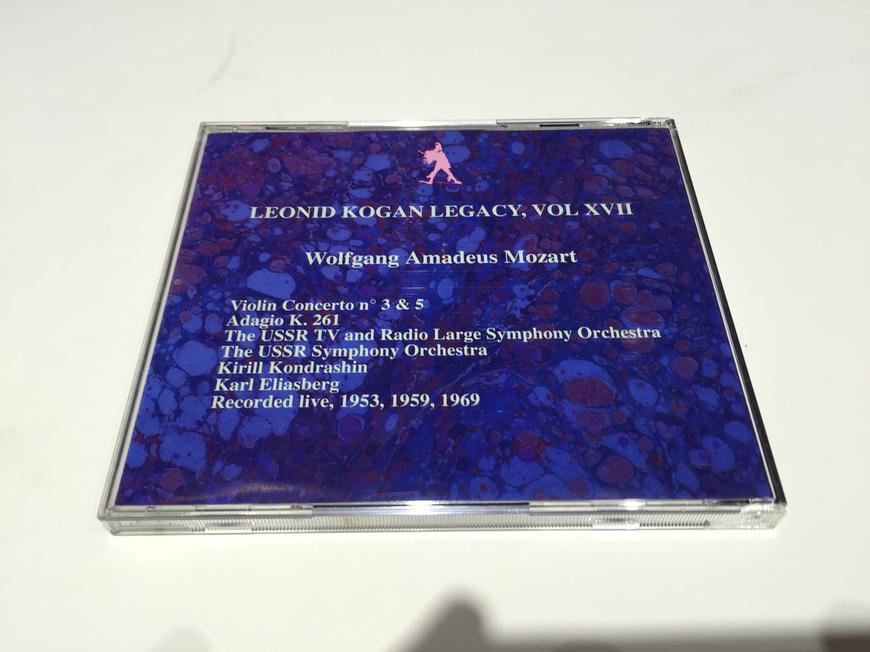 LEONID KOGAN LEGACY, VOL XVII
Wolfgang Amadeus Mozart
Violin Concerto n° 3 & 5
Adagio K. 261
The USSR TV and Radio Large Symphony Orchestra
The USSR Symphony Orchestra
Kirill Kondrashin
Karl Eliasberg
Recorded live, 1953, 1959, 1969